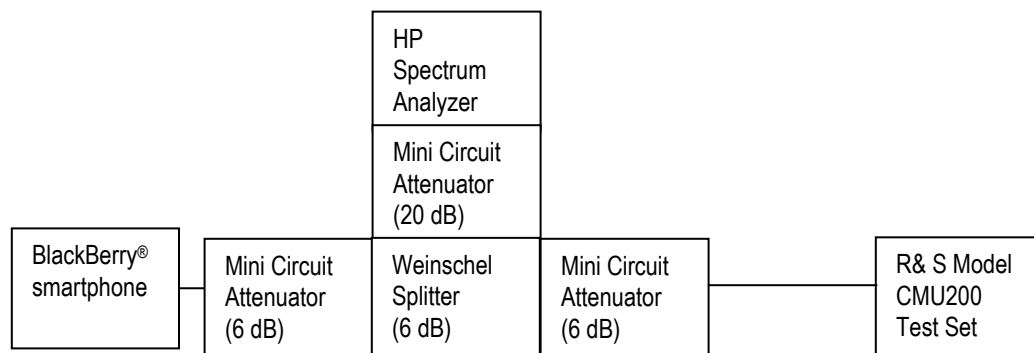 HP
Spectrum
Analyzer
Mini Circuit
Attenuator
(20 dB)
BlackBerry®
smartphone
Mini Circuit
Attenuator
(6 dB)
Weinschel
Splitter
(6 dB)
Mini Circuit
Attenuator
(6 dB)
R& S Model
CMU200
Test Set